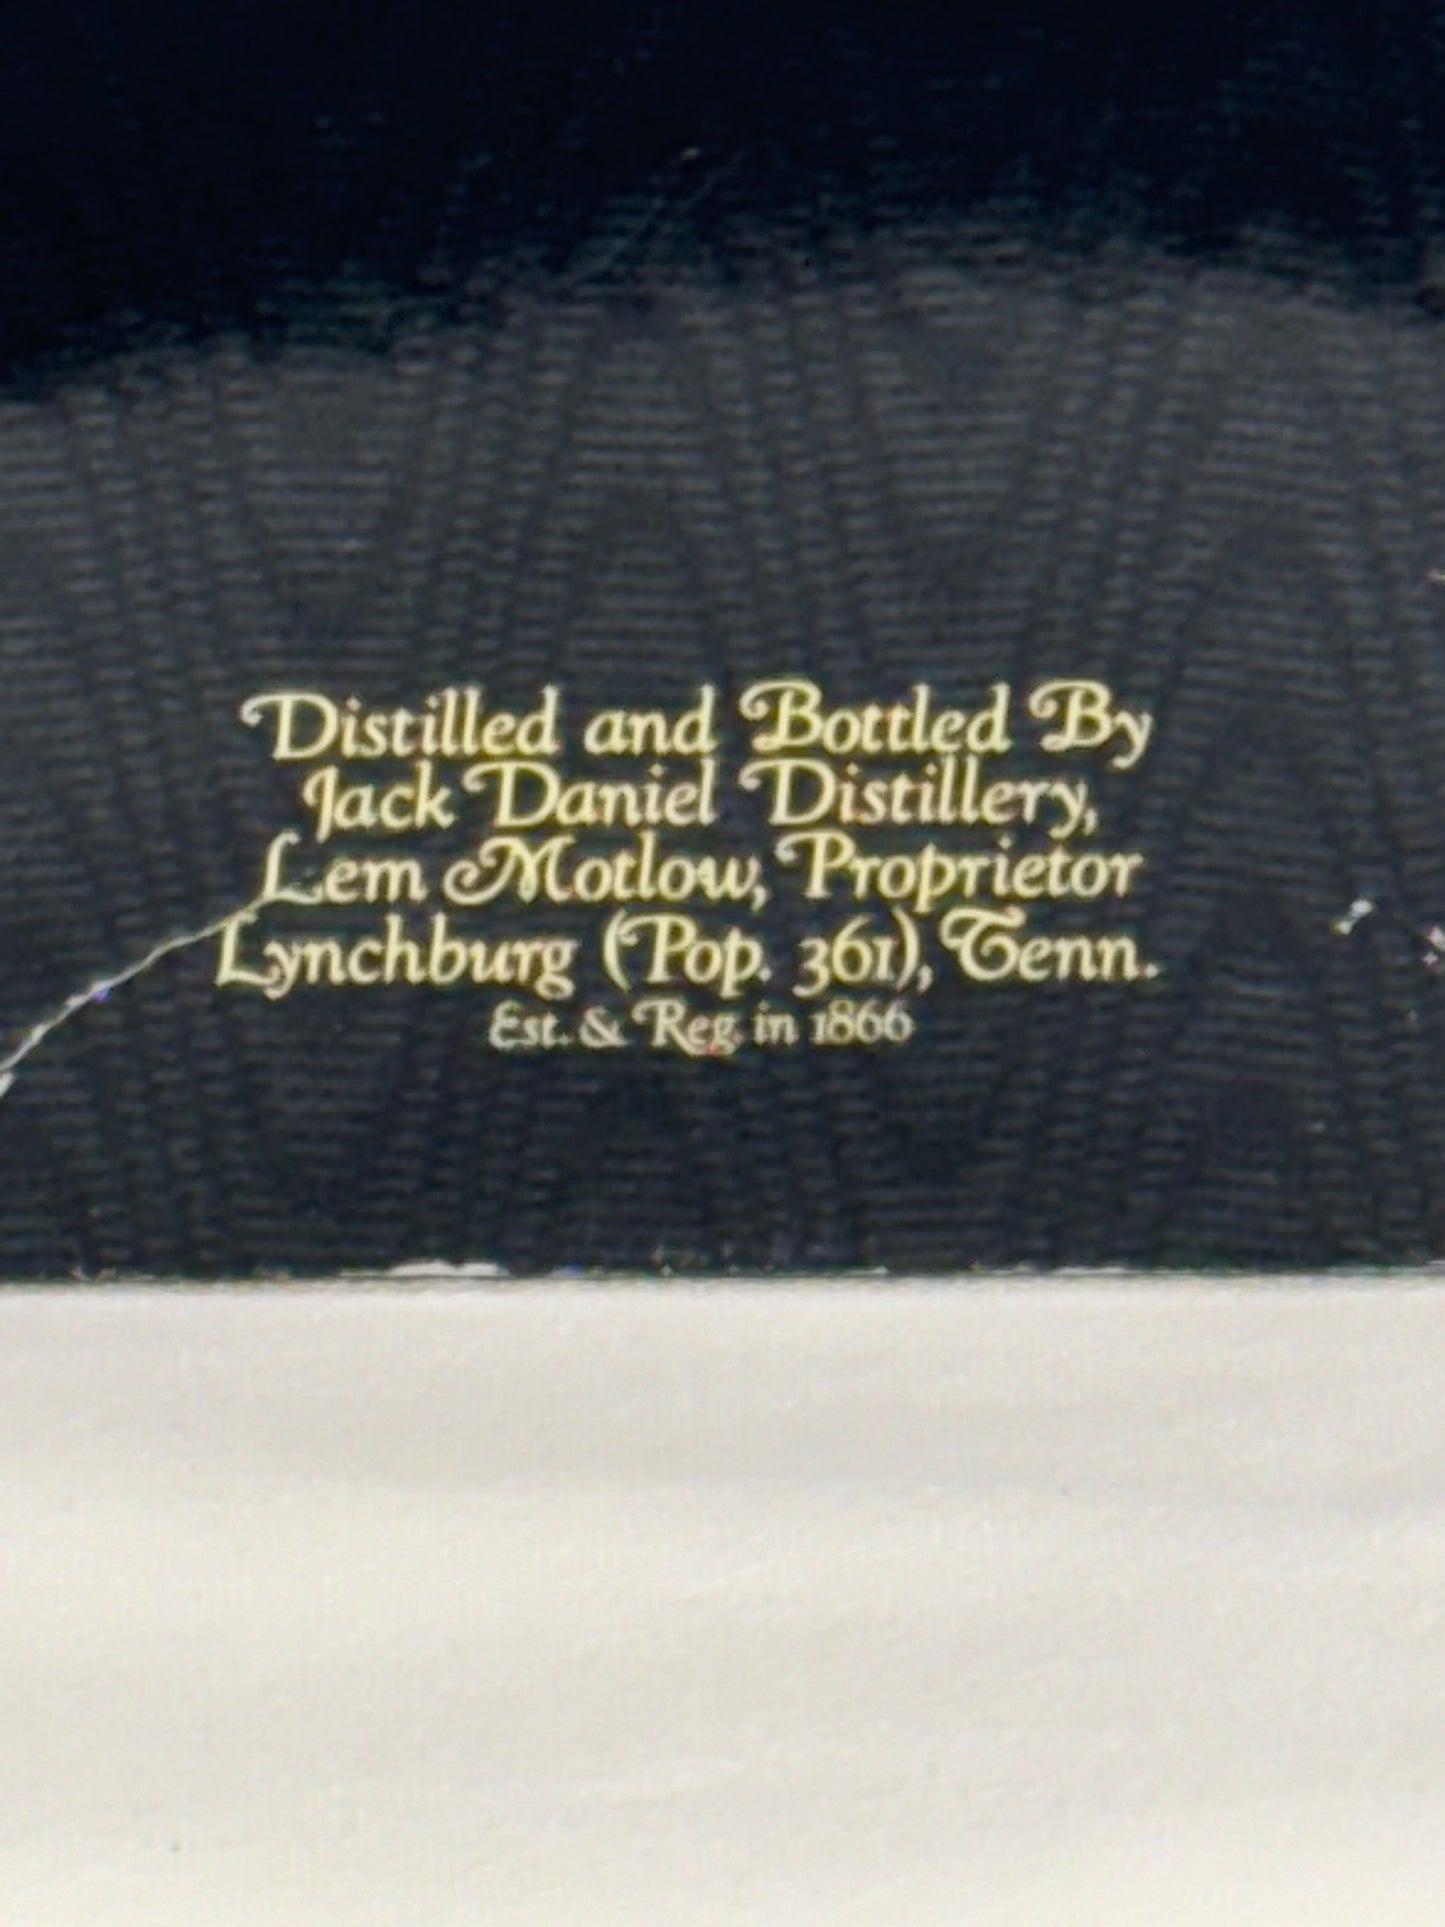 Distilled and Bottled By
Jack Daniel Distillery,
Lem Motlow, Proprietor
Lynchburg (Pop. 361), Tenn.
Est. & Reg. in 1866